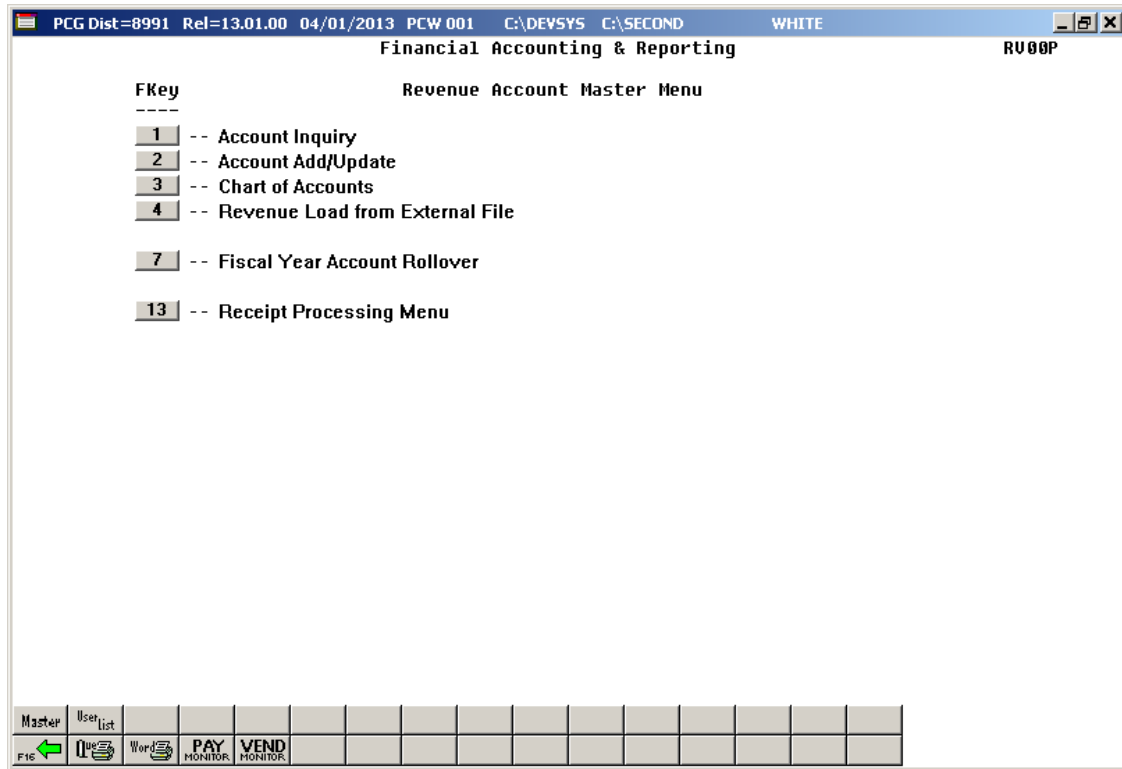 PCG Dist=8991 Rel=13.01.00 04/01/2013 PCW 001 C:\DEVSYS C:\SECOND WHITE
Financial Accounting & Reporting RV00P
FKey Revenue Account Master Menu
----
1 -- Account Inquiry
2 -- Account Add/Update
3 -- Chart of Accounts
4 -- Revenue Load from External File
7 -- Fiscal Year Account Rollover
13 -- Receipt Processing Menu
Master User List
F16 Que Word PAY MONITOR VEND MONITOR